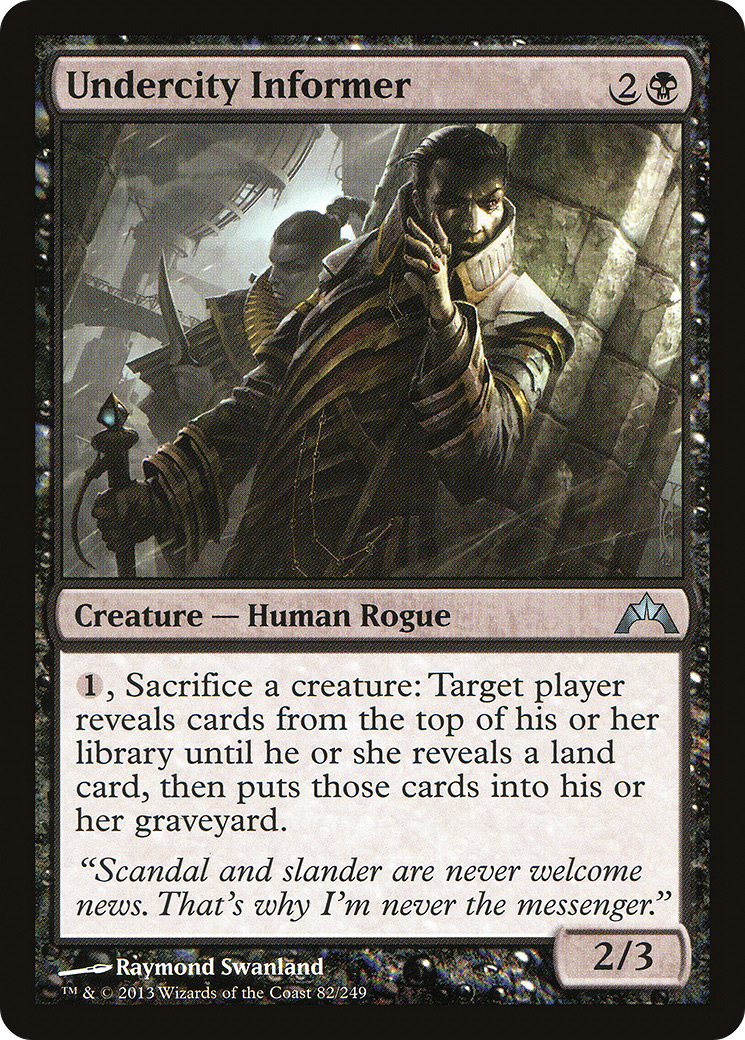 Undercity Informer 2
Creature — Human Rogue
1, Sacrifice a creature: Target player
reveals cards from the top of his or her
library until he or she reveals a land
card, then puts those cards into his or
her graveyard.
“Scandal and slander are never welcome
news. That’s why I’m never the messenger.”
2/3
Raymond Swanland
™ & © 2013 Wizards of the Coast 82/249